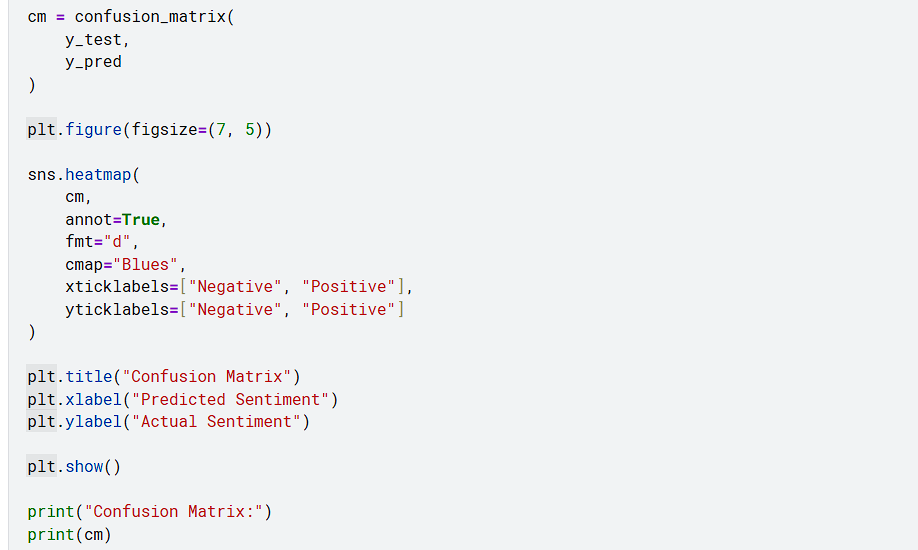 cm = confusion_matrix(
    y_test,
    y_pred
)

plt.figure(figsize=(7, 5))

sns.heatmap(
    cm,
    annot=True,
    fmt="d",
    cmap="Blues",
    xticklabels=["Negative", "Positive"],
    yticklabels=["Negative", "Positive"]
)

plt.title("Confusion Matrix")
plt.xlabel("Predicted Sentiment")
plt.ylabel("Actual Sentiment")

plt.show()

print("Confusion Matrix:")
print(cm)